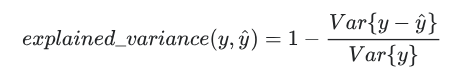 explained_variance(y, ŷ) = 1 − Var{y − ŷ} / Var{y}